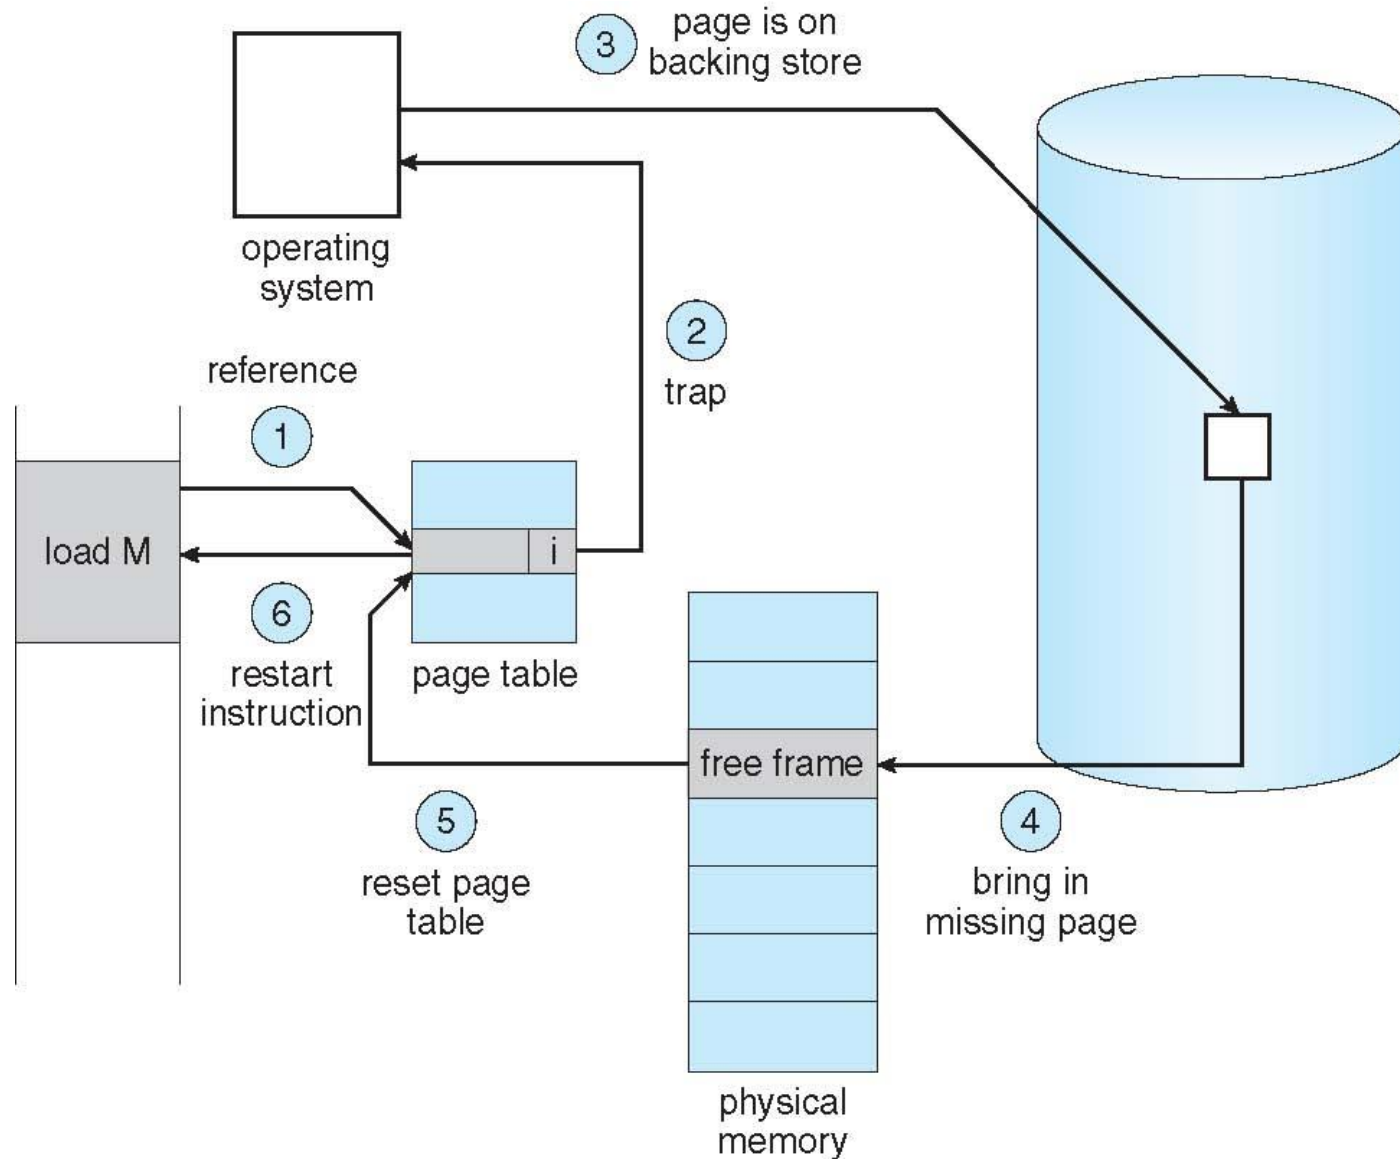 3
page is on
backing store
operating
system
2
trap
reference
1
load M
i
6
restart
instruction
page table
free frame
5
reset page
table
4
bring in
missing page
physical
memory